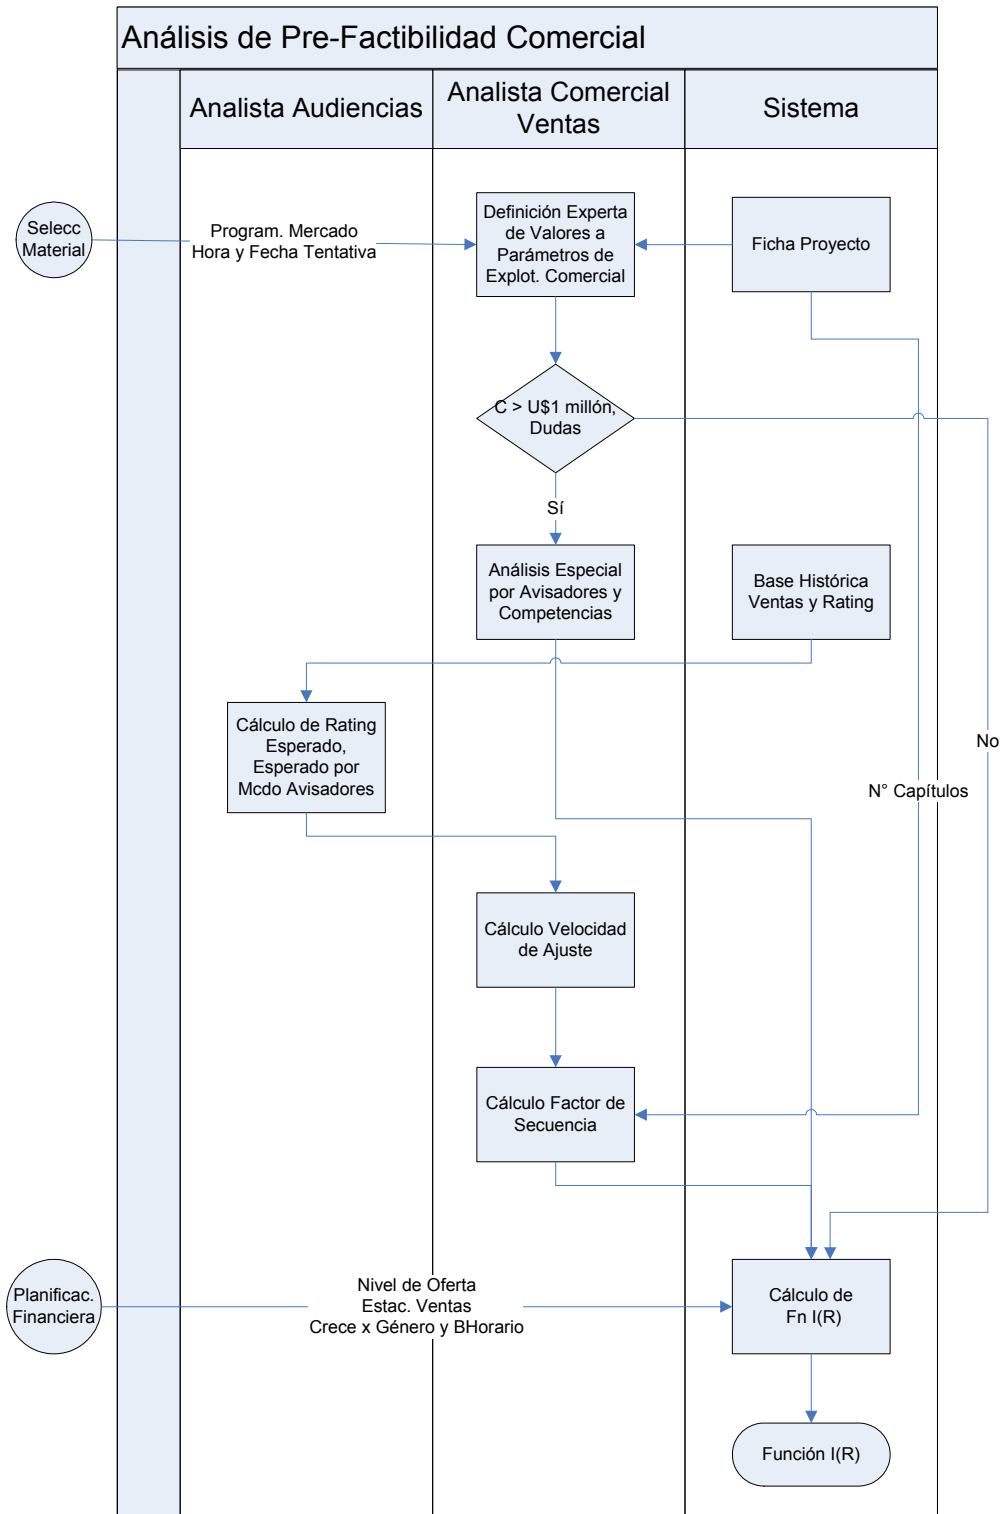 Análisis de Pre-Factibilidad Comercial
Analista Audiencias
Analista Comercial
Ventas
Sistema
Selecc
Material
Program. Mercado
Hora y Fecha Tentativa
Definición Experta
de Valores a
Parámetros de
Explot. Comercial
Ficha Proyecto
C > U$1 millón,
Dudas
Sí
Análisis Especial
por Avisadores y
Competencias
Base Histórica
Ventas y Rating
Cálculo de Rating
Esperado,
Esperado por
Mcdo Avisadores
No
N° Capítulos
Cálculo Velocidad
de Ajuste
Cálculo Factor de
Secuencia
Planificac.
Financiera
Nivel de Oferta
Estac. Ventas
Crece x Género y BHorario
Cálculo de
Fn I(R)
Función I(R)